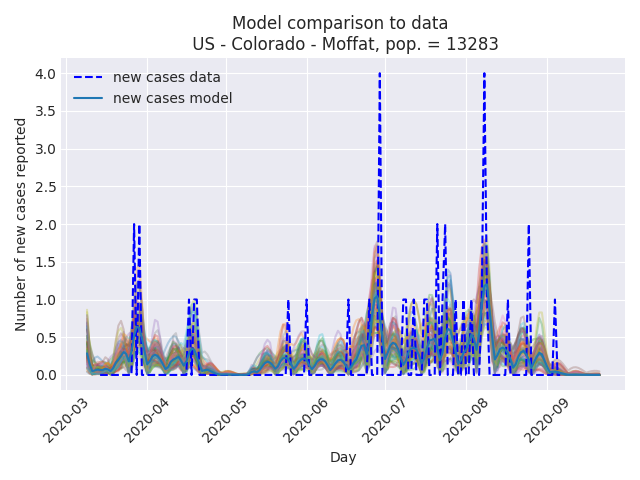 Model comparison to data
US - Colorado - Moffat, pop. = 13283
new cases data
new cases model
Number of new cases reported
4.0
3.5
3.0
2.5
2.0
1.5
1.0
0.5
0.0
2020-03
2020-04
2020-05
2020-06
2020-07
2020-08
2020-09
Day